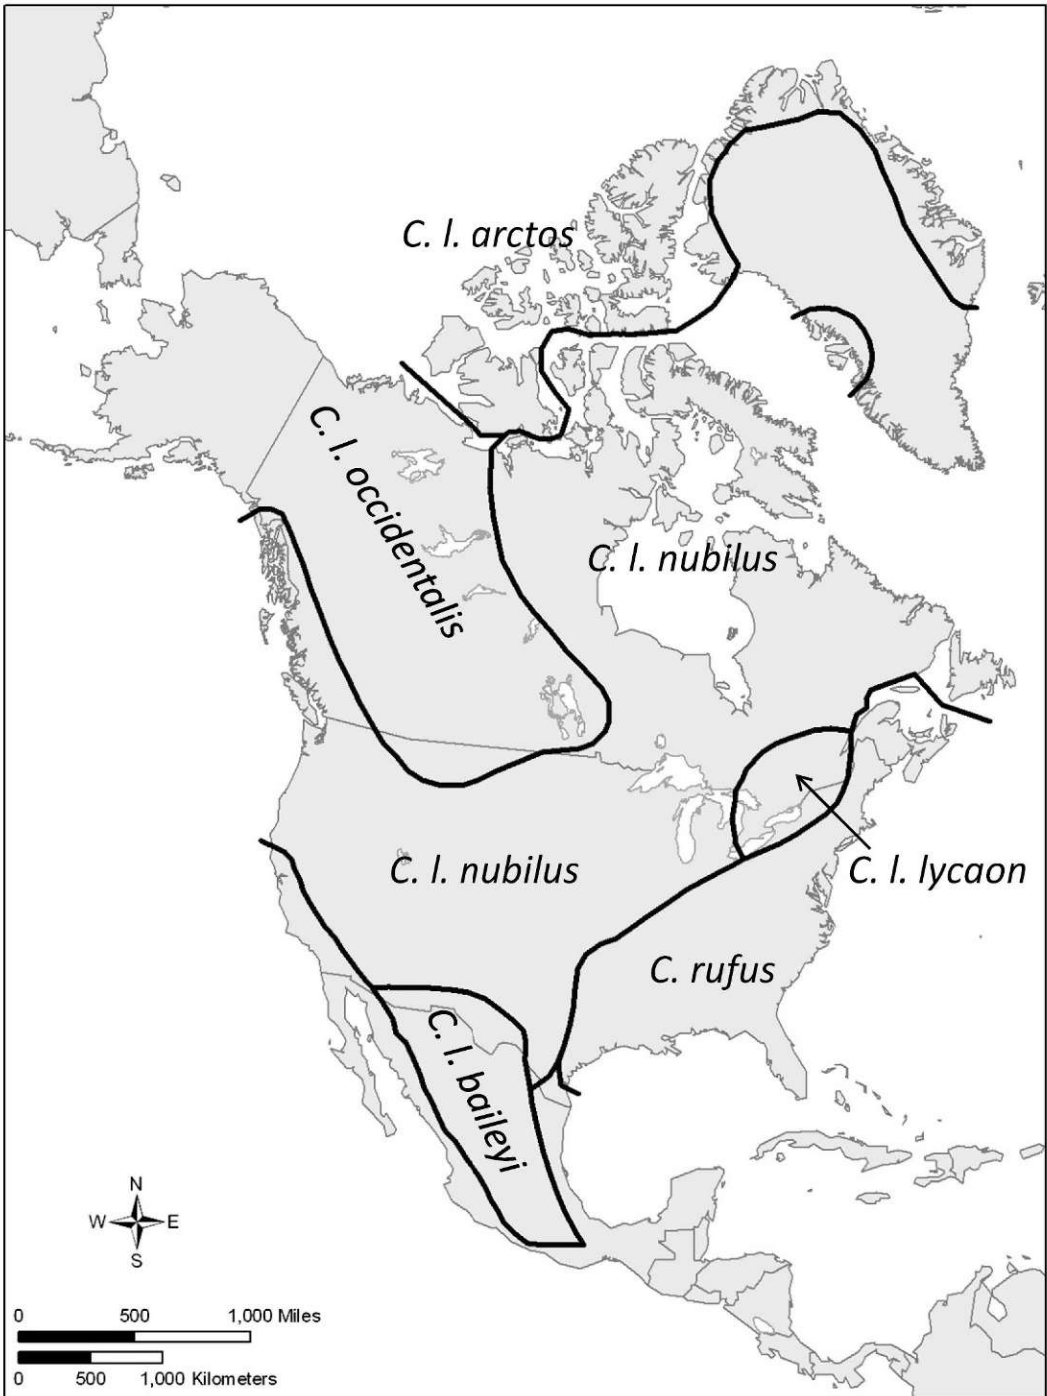 C. l. arctos
C. l. occidentalis
C. l. nubilus
C. l. nubilus
C. l. lycaon
C. rufus
C. l. baileyi
N
W E
S
0 500 1,000 Miles
0 500 1,000 Kilometers